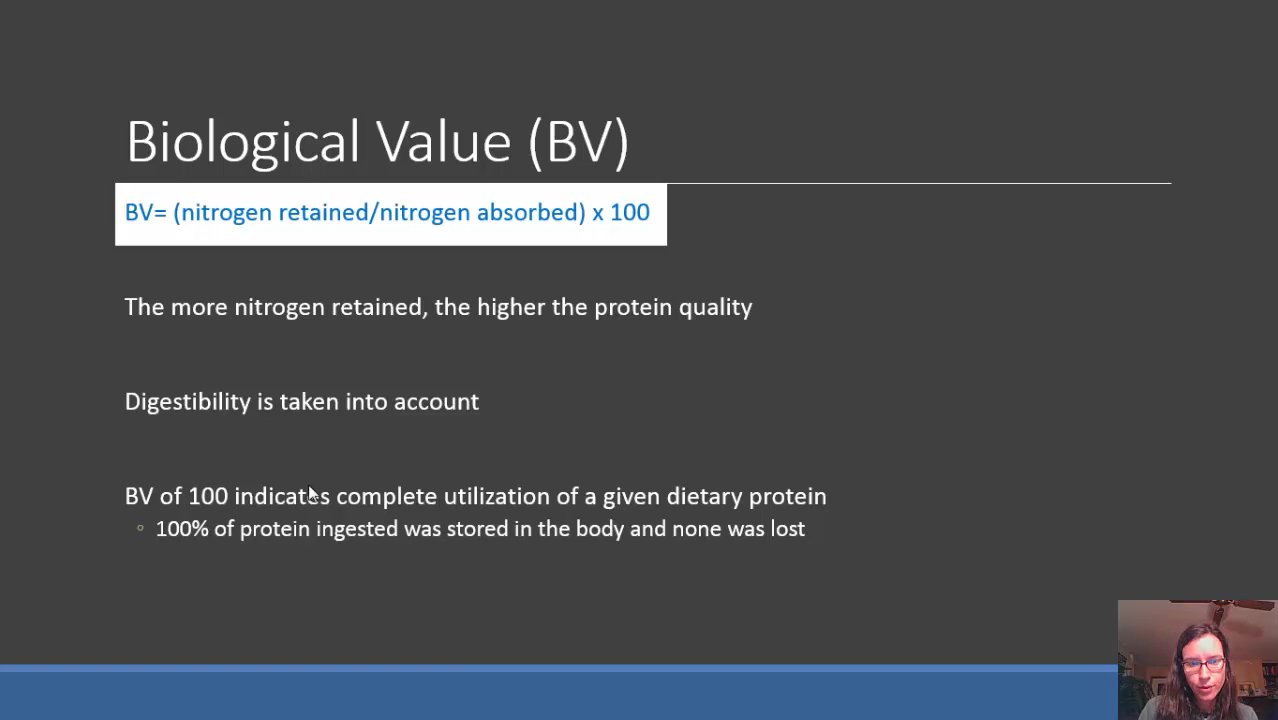 Biological Value (BV)
BV= (nitrogen retained/nitrogen absorbed) x 100
The more nitrogen retained, the higher the protein quality
Digestibility is taken into account
BV of 100 indicates complete utilization of a given dietary protein
◦ 100% of protein ingested was stored in the body and none was lost